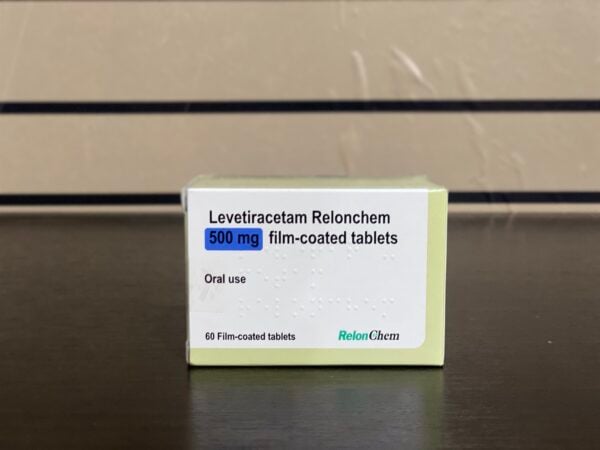 Levetiracetam Relonchem
500 mg film-coated tablets
Oral use
60 Film-coated tablets
RelonChem